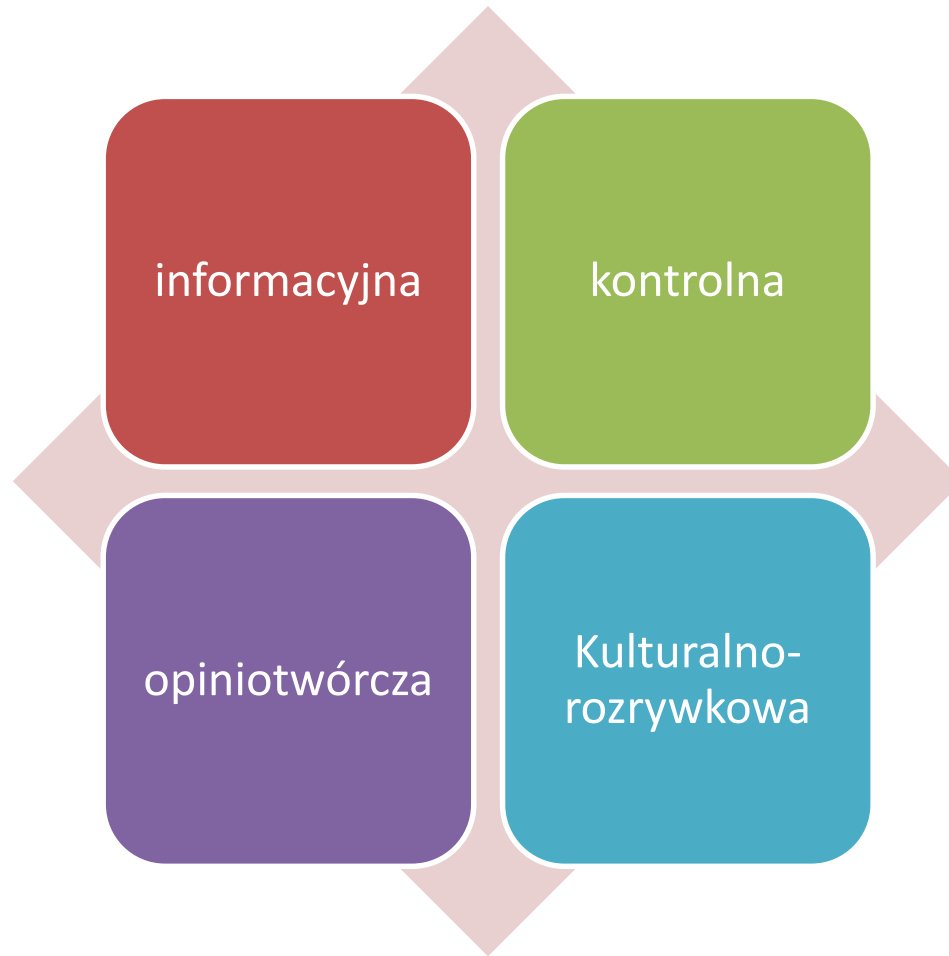 informacyjna
kontrolna
opiniotwórcza
Kulturalno-
rozrywkowa